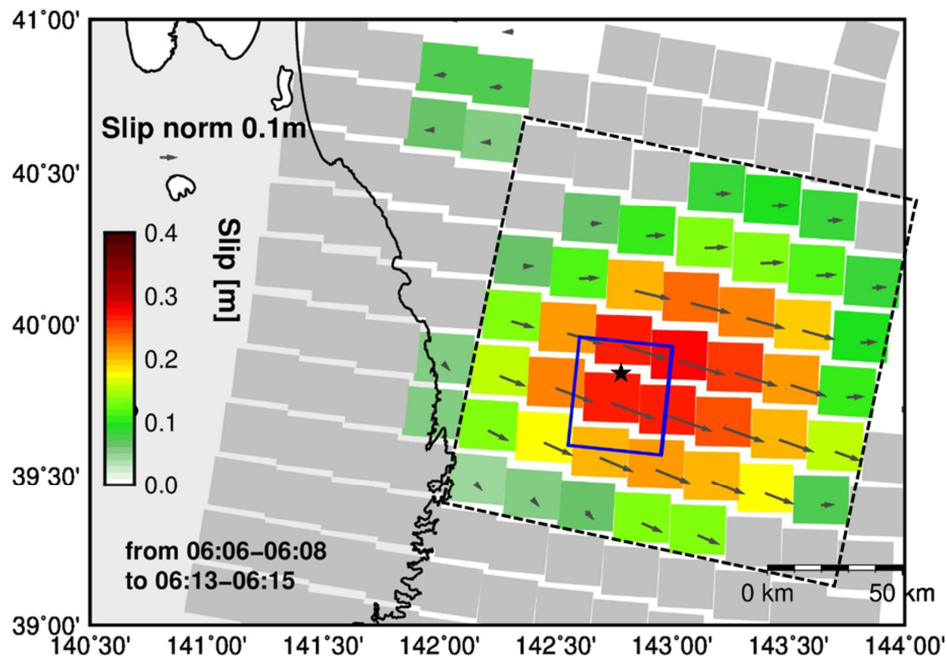 41°00'
Slip norm 0.1m
40°30'
Slip [m]
0.4
0.3
40°00'
0.2
0.1
39°30'
0.0
from 06:06–06:08
to 06:13–06:15
0 km 50 km
39°00'
140°30' 141°00' 141°30' 142°00' 142°30' 143°00' 143°30' 144°00'